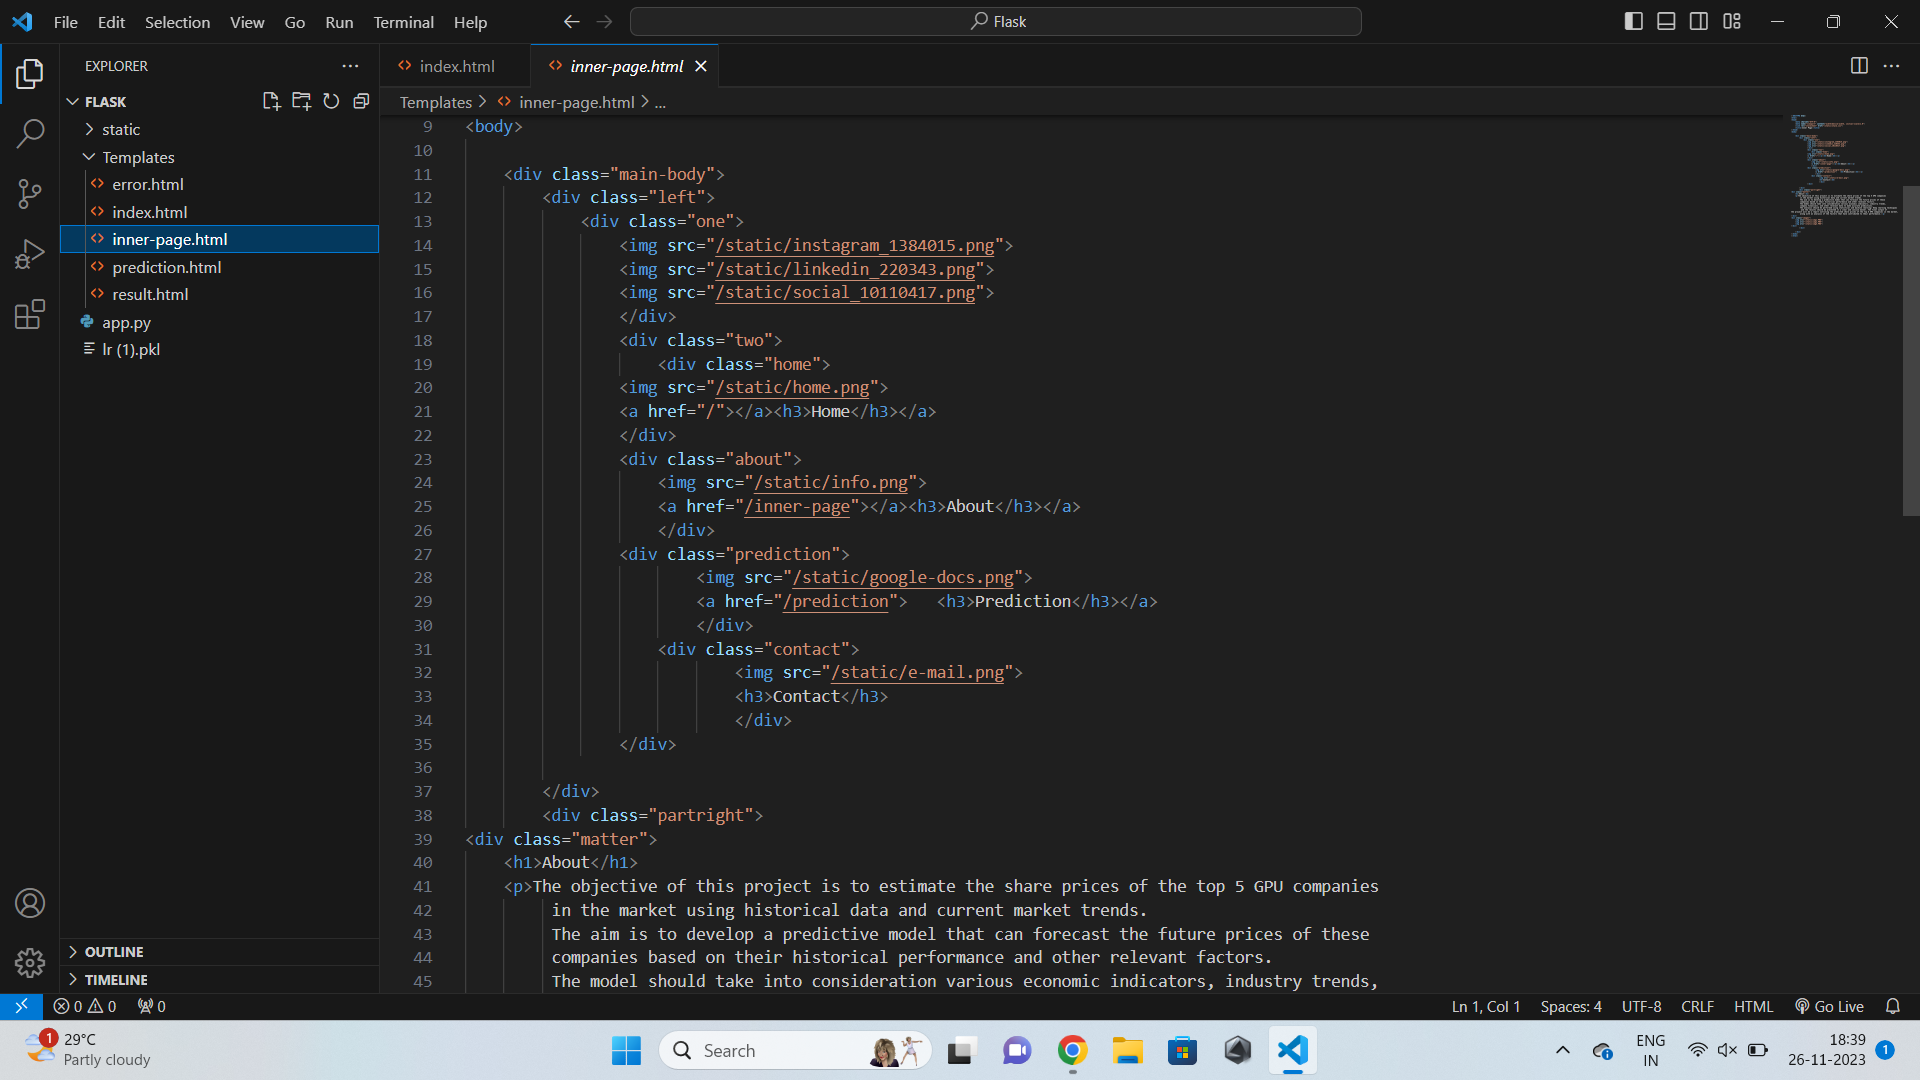 File Edit Selection View Go Run Terminal Help
Flask
EXPLORER
FLASK
static
Templates
error.html
index.html
inner-page.html
prediction.html
result.html
app.py
lr (1).pkl
OUTLINE
TIMELINE
index.html
inner-page.html
Templates > inner-page.html > ...
9 <body>
10
11 <div class="main-body">
12 <div class="left">
13 <div class="one">
14 <img src="/static/instagram_1384015.png">
15 <img src="/static/linkedin_220343.png">
16 <img src="/static/social_10110417.png">
17 </div>
18 <div class="two">
19 <div class="home">
20 <img src="/static/home.png">
21 <a href="/"></a><h3>Home</h3></a>
22 </div>
23 <div class="about">
24 <img src="/static/info.png">
25 <a href="/inner-page"></a><h3>About</h3></a>
26 </div>
27 <div class="prediction">
28 <img src="/static/google-docs.png">
29 <a href="/prediction">   <h3>Prediction</h3></a>
30 </div>
31 <div class="contact">
32 <img src="/static/e-mail.png">
33 <h3>Contact</h3>
34 </div>
35 </div>
36
37 </div>
38 <div class="partright">
39 <div class="matter">
40 <h1>About</h1>
41 <p>The objective of this project is to estimate the share prices of the top 5 GPU companies
42 in the market using historical data and current market trends.
43 The aim is to develop a predictive model that can forecast the future prices of these
44 companies based on their historical performance and other relevant factors.
45 The model should take into consideration various economic indicators, industry trends,
0 0 0
Ln 1, Col 1 Spaces: 4 UTF-8 CRLF HTML Go Live
1
29°C
Partly cloudy
Search
ENG
IN
18:39
26-11-2023
1